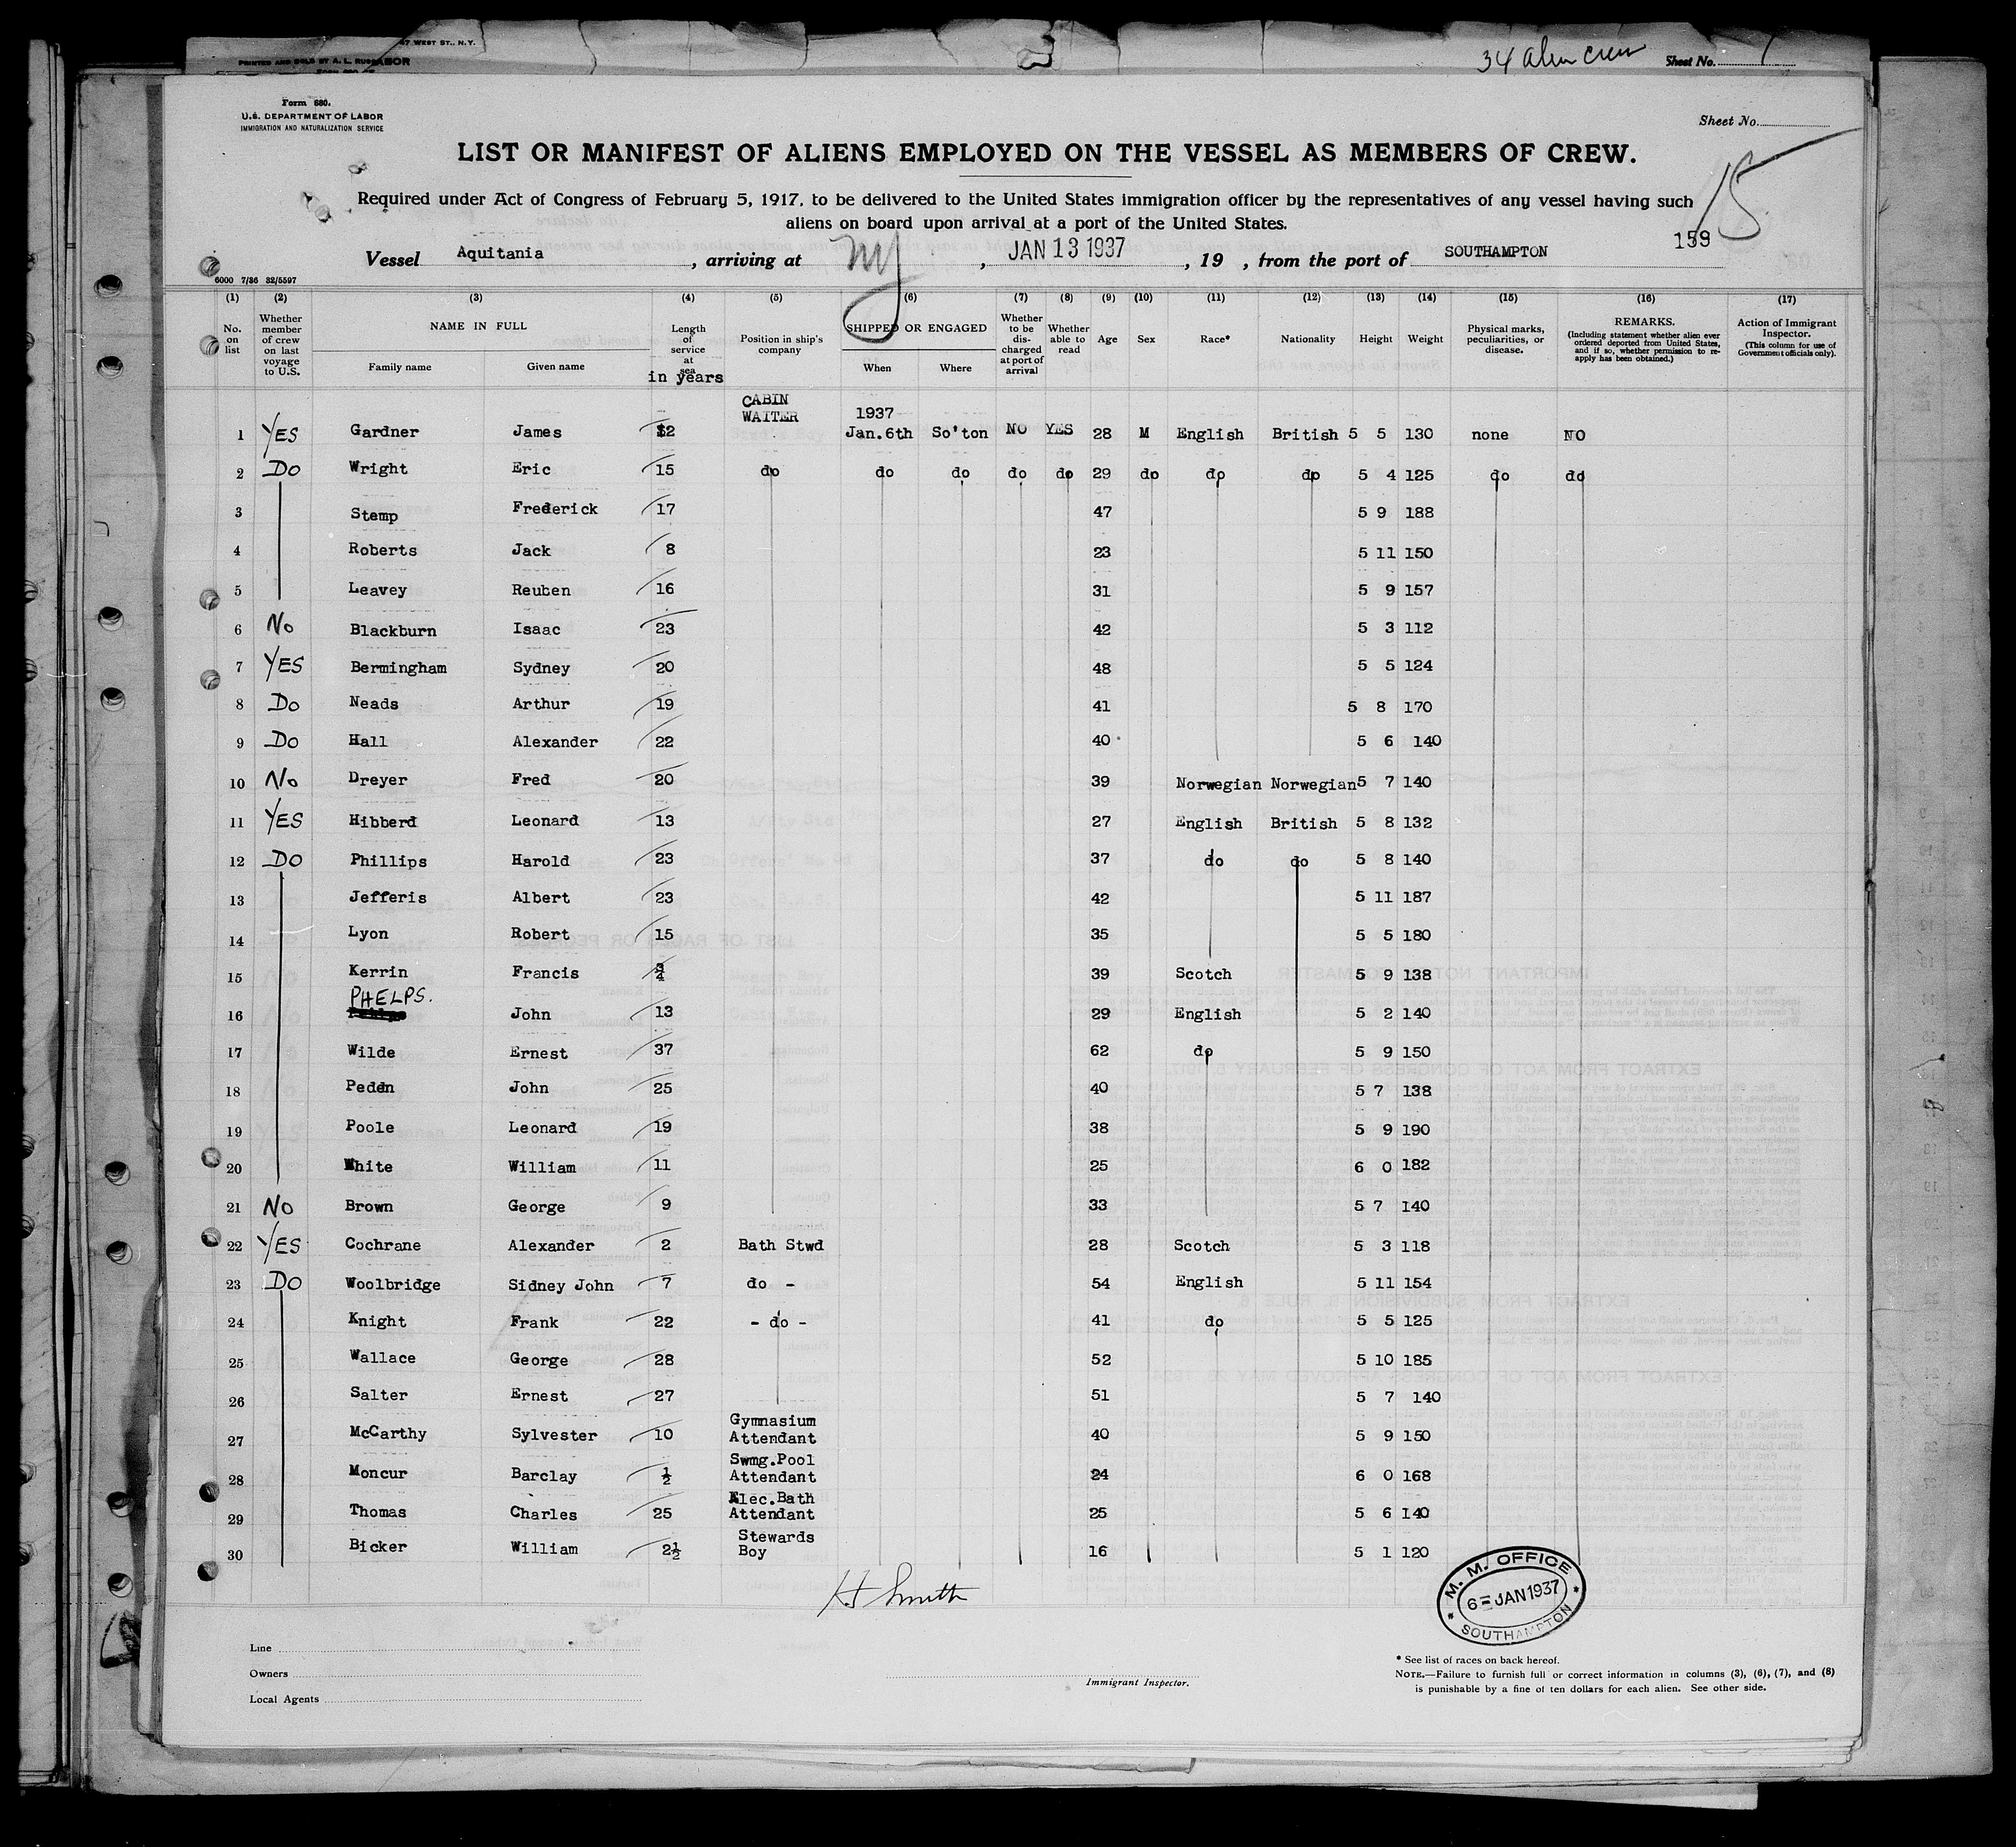 47 WEST ST., N.Y.
PRINTED AND SOLD BY A. L.
34 alien crew Sheet No. 1
Form 680.
U.S. DEPARTMENT OF LABOR
IMMIGRATION AND NATURALIZATION SERVICE
Sheet No.
LIST OR MANIFEST OF ALIENS EMPLOYED ON THE VESSEL AS MEMBERS OF CREW.
15
Required under Act of Congress of February 5, 1917, to be delivered to the United States immigration officer by the representatives of any vessel having such
aliens on board upon arrival at a port of the United States.
159
Vessel Aquitania, arriving at NY, JAN 13 1937, 19 , from the port of SOUTHAMPTON
6000 7/36 32/5597
(1) (2) (3) (4) (5) (6) (7) (8) (9) (10) (11) (12) (13) (14) (15) (16) (17)
No. on list
Whether member of crew on last voyage to U.S.
NAME IN FULL
Family name Given name
Length of service at sea
in years
Position in ship's company
SHIPPED OR ENGAGED
When Where
Whether to be discharged at port of arrival
Whether able to read
Age
Sex
Race*
Nationality
Height
Weight
Physical marks, peculiarities, or disease.
REMARKS.
(Including statement whether alien ever ordered deported from United States, and if so, whether permission to reapply has been obtained.)
Action of Immigrant Inspector.
(This column for use of Government officials only).
CABIN
WAITER 1937
1 YES Gardner James 12 Jan.6th So'ton NO YES 28 M English British 5 5 130 none NO
2 DO Wright Eric 15 do do do do do 29 do do do 5 4 125 do do
3 Stemp Frederick 17 47 5 9 188
4 Roberts Jack 8 23 5 11 150
5 Leavey Reuben 16 31 5 9 157
6 No Blackburn Isaac 23 42 5 3 112
7 YES Bermingham Sydney 20 48 5 5 124
8 Do Neads Arthur 19 41 5 8 170
9 DO Hall Alexander 22 40 5 6 140
10 No Dreyer Fred 20 39 Norwegian Norwegian 5 7 140
11 YES Hibberd Leonard 13 27 English British 5 8 132
12 DO Phillips Harold 23 37 do do 5 8 140
13 Jefferis Albert 23 42 5 11 187
14 Lyon Robert 15 35 5 5 180
15 Kerrin Francis ¾ 39 Scotch 5 9 138
PHELPS.
16 John 13 29 English 5 2 140
17 Wilde Ernest 37 62 do 5 9 150
18 Peden John 25 40 5 7 138
19 Poole Leonard 19 38 5 9 190
20 White William 11 25 6 0 182
21 NO Brown George 9 33 5 7 140
22 YES Cochrane Alexander 2 Bath Stwd 28 Scotch 5 3 118
23 DO Woolbridge Sidney John 7 do - 54 English 5 11 154
24 Knight Frank 22 - do - 41 do 5 5 125
25 Wallace George 28 52 5 10 185
26 Salter Ernest 27 51 5 7 140
27 McCarthy Sylvester 10 Gymnasium Attendant 40 5 9 150
28 Moncur Barclay ½ Swmg.Pool Attendant 24 6 0 168
29 Thomas Charles 25 Elec.Bath Attendant 25 5 6 140
30 Bicker William 2½ Stewards Boy 16 5 1 120
H Smith
M. M. OFFICE
6 = JAN 1937
SOUTHAMPTON
Line
Owners
Local Agents
Immigrant Inspector.
* See list of races on back hereof.
NOTE.—Failure to furnish full or correct information in columns (3), (6), (7), and (8)
is punishable by a fine of ten dollars for each alien. See other side.